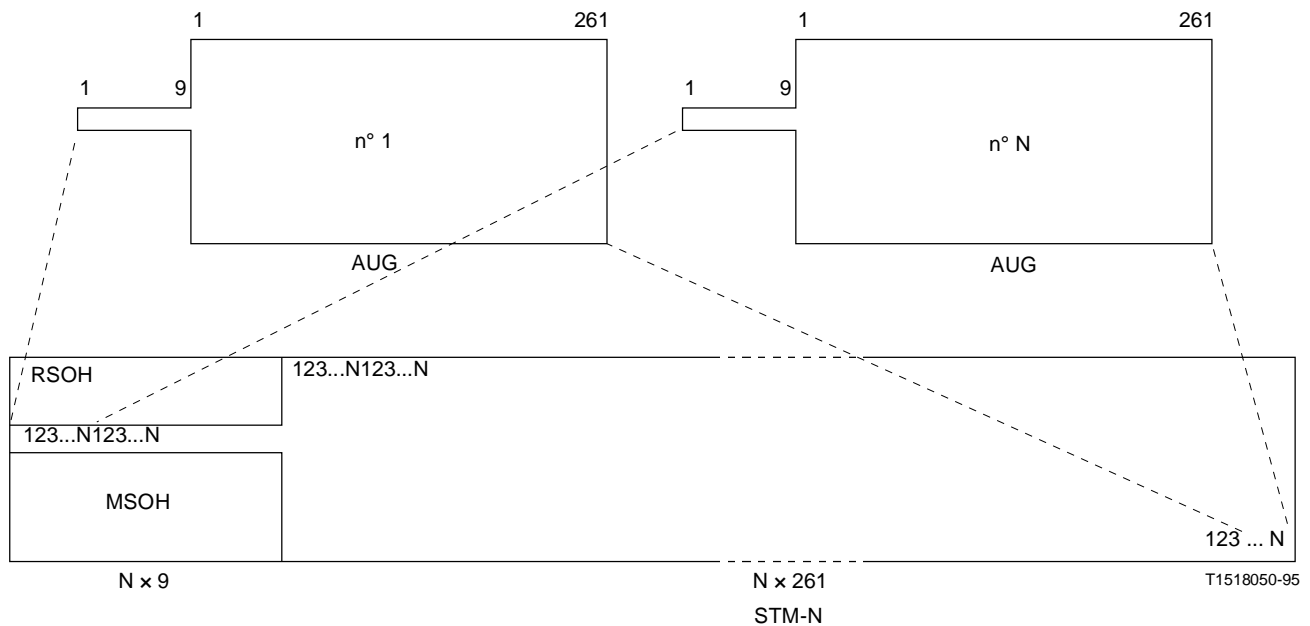 1 261 1 261
1 9 1 9
n° 1 n° N
AUG AUG
RSOH 123...N123...N
123...N123...N
MSOH
123 ... N
N × 9 N × 261 T1518050-95
STM-N